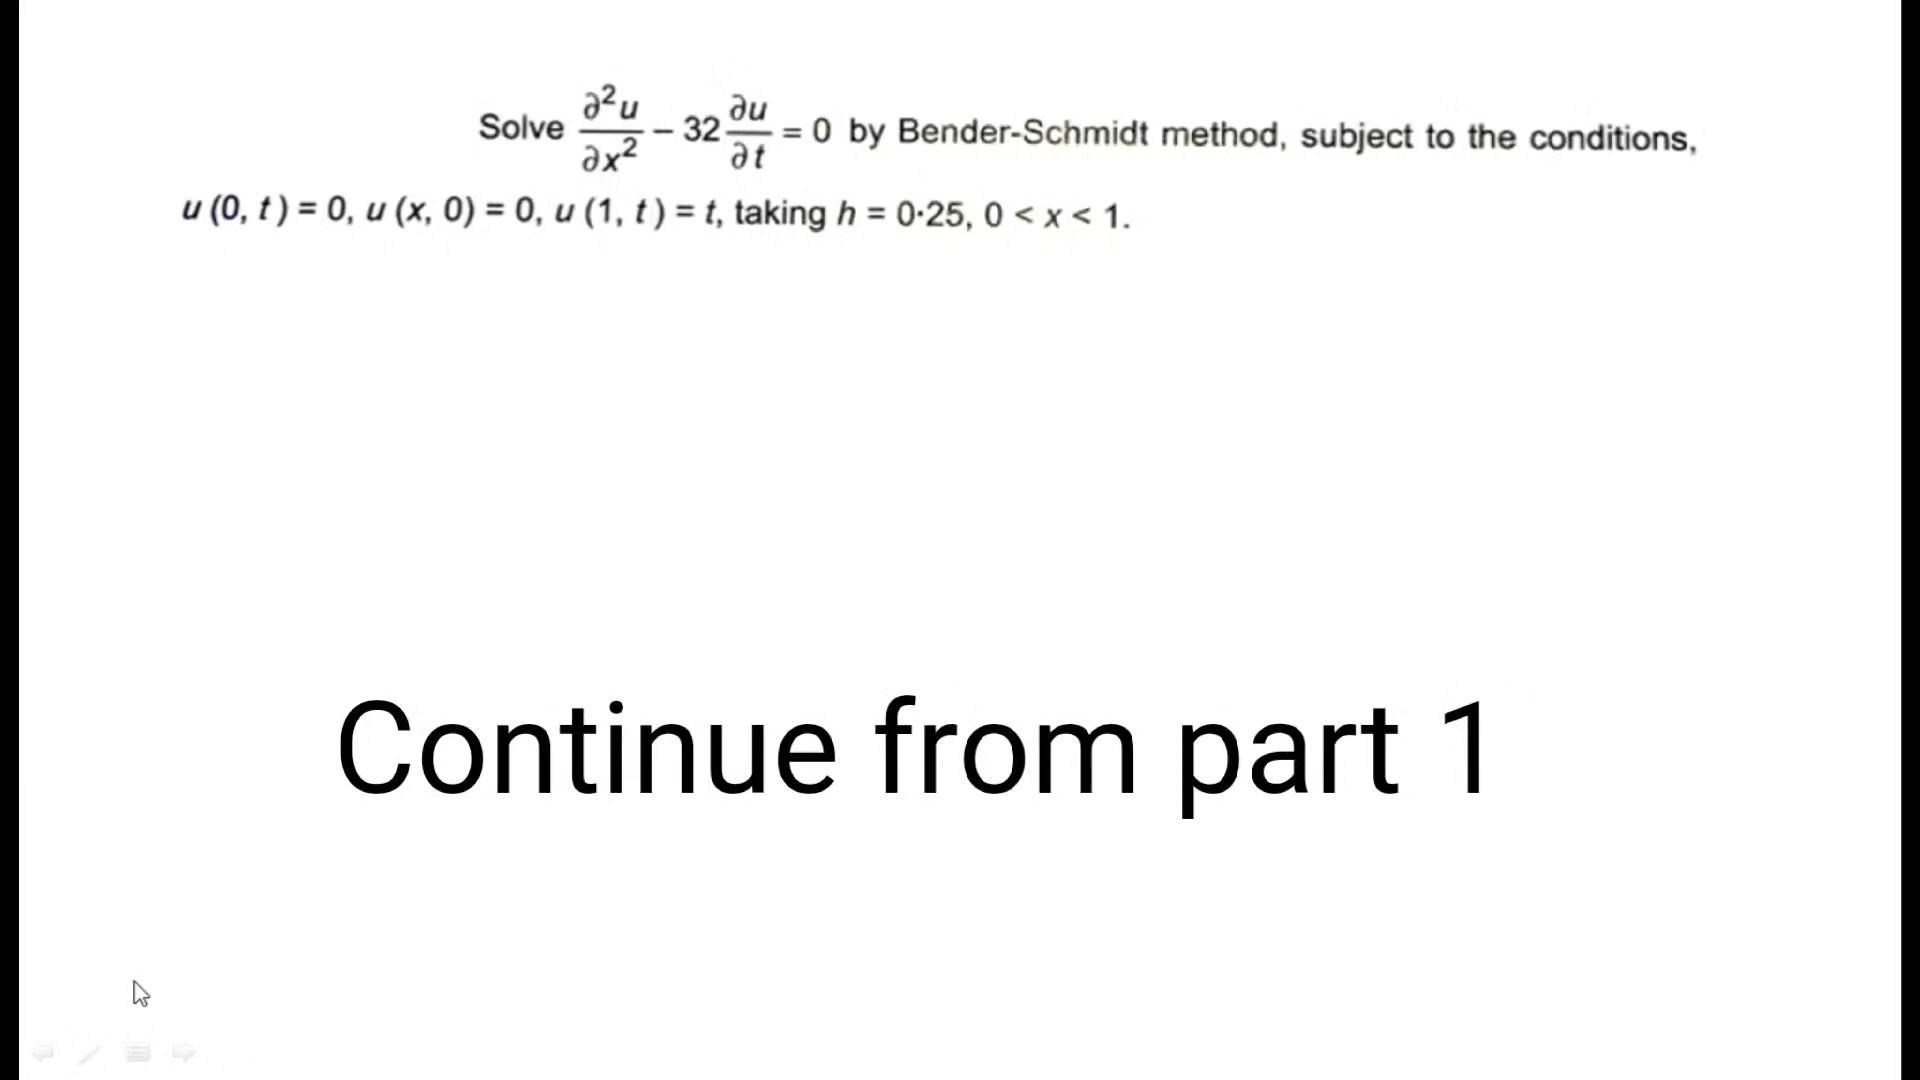 Solve ∂²u/∂x² − 32 ∂u/∂t = 0 by Bender-Schmidt method, subject to the conditions,
u (0, t ) = 0, u (x, 0) = 0, u (1, t ) = t, taking h = 0·25, 0 < x < 1.
Continue from part 1